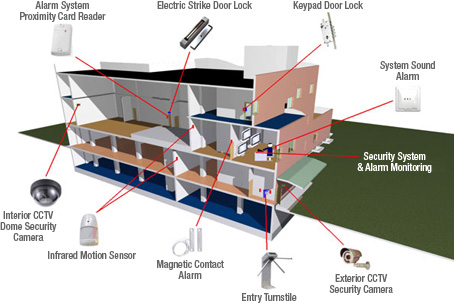 Alarm System
Proximity Card Reader
Electric Strike Door Lock
Keypad Door Lock
System Sound
Alarm
Security System
& Alarm Monitoring
Interior CCTV
Dome Security
Camera
Infrared Motion Sensor
Magnetic Contact
Alarm
Entry Turnstile
Exterior CCTV
Security Camera